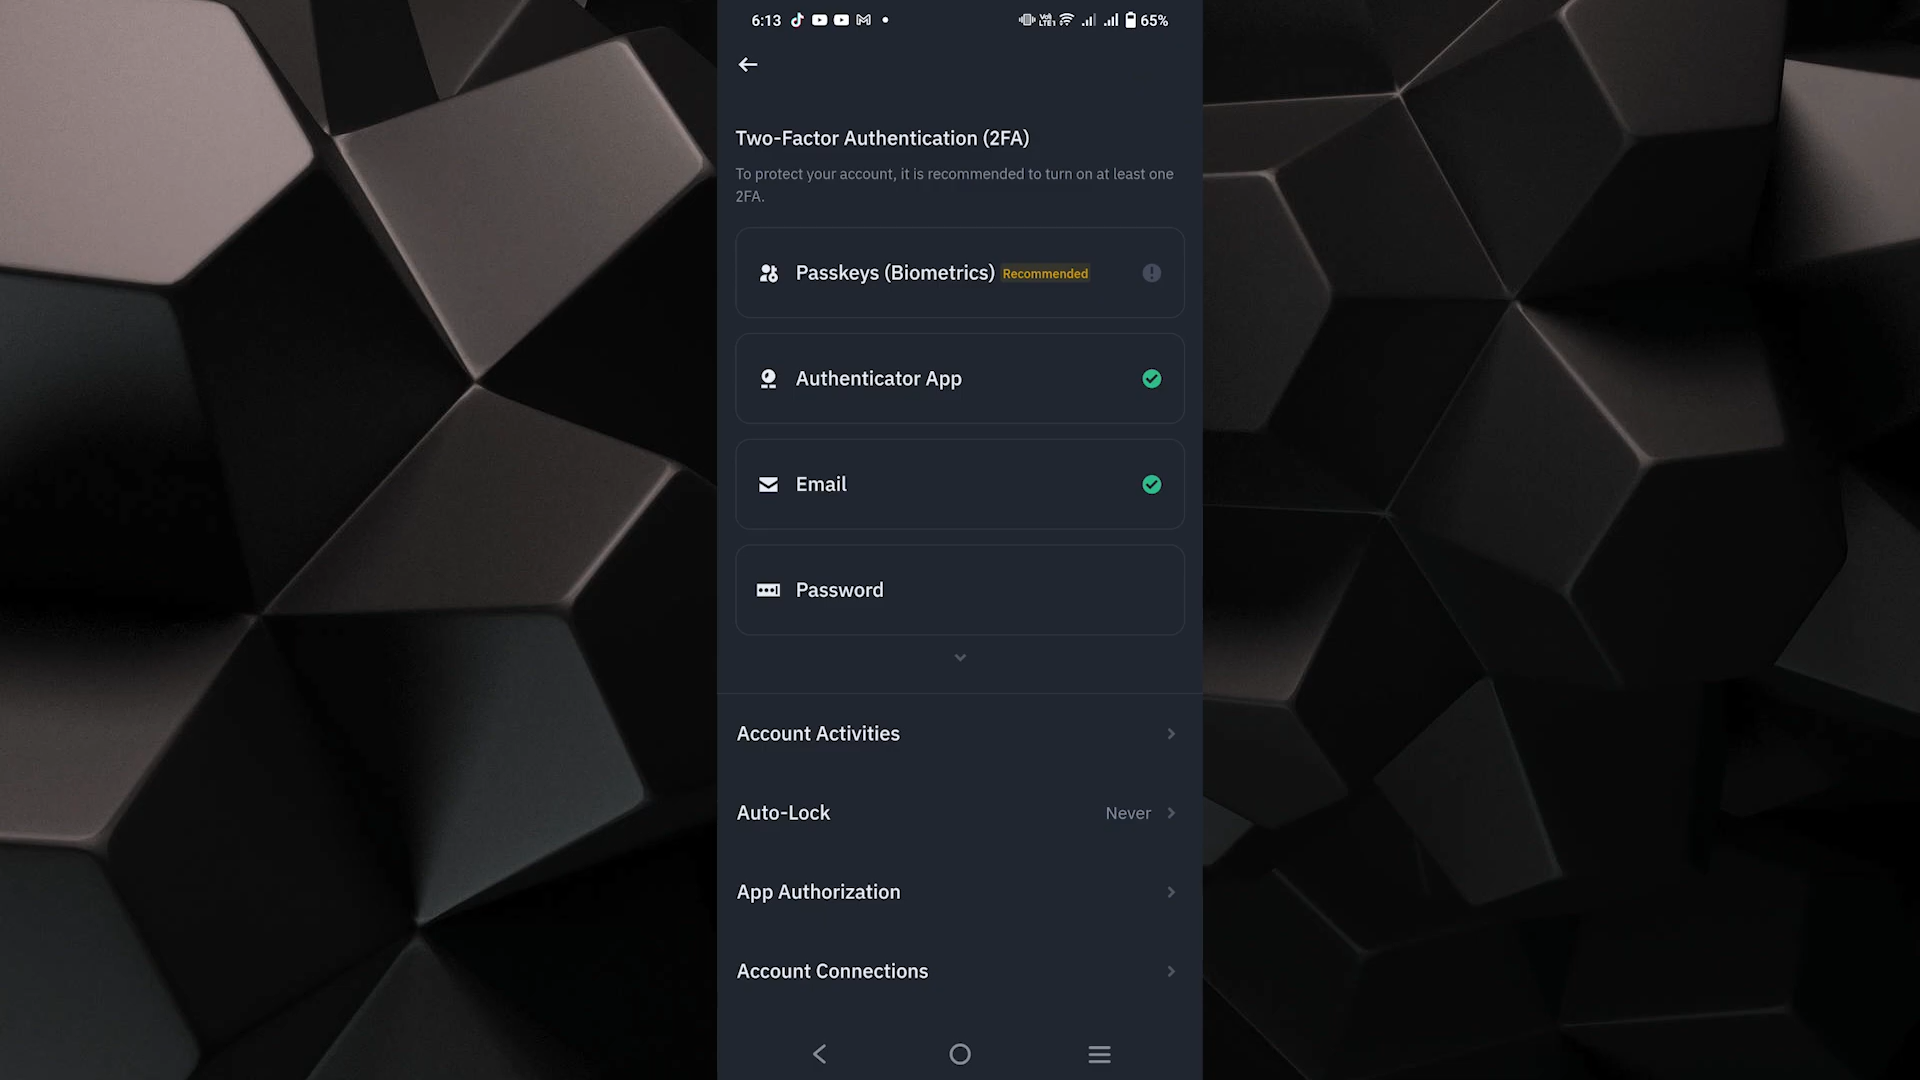 6:13 65%
Two-Factor Authentication (2FA)
To protect your account, it is recommended to turn on at least one
2FA.
Passkeys (Biometrics) Recommended
Authenticator App
Email
Password
Account Activities
Auto-Lock Never
App Authorization
Account Connections